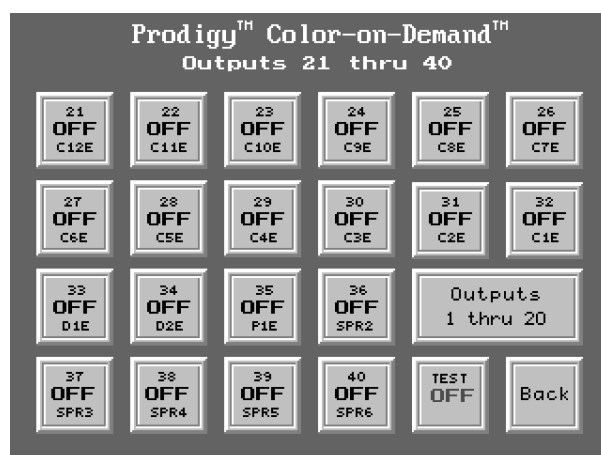 Prodigy™ Color-on-Demand™
Outputs 21 thru 40
21 22 23 24 25 26
OFF OFF OFF OFF OFF OFF
C12E C11E C10E C9E C8E C7E
27 28 29 30 31 32
OFF OFF OFF OFF OFF OFF
C6E C5E C4E C3E C2E C1E
33 34 35 36
OFF OFF OFF OFF
D1E D2E P1E SPR2
Outputs
1 thru 20
37 38 39 40 TEST
OFF OFF OFF OFF OFF
SPR3 SPR4 SPR5 SPR6
Back